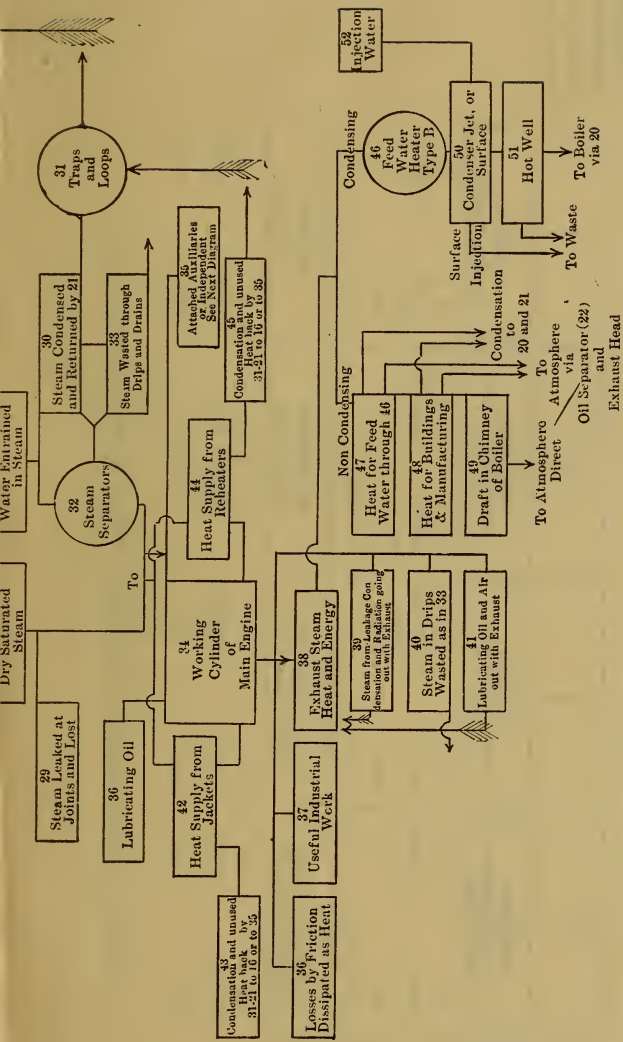 Water Entrained
in Steam
Dry Saturated
Steam
31
Traps
and
Loops
30
Steam Condensed
and Returned by 21
33
Steam Wasted through
Drips and Drains
32
Steam
Separators
29
Steam Leaked at
Joints and Lost
To
35
Attached Auxiliaries
or Independent
See Next Diagram
45
Condensation and unused
Heat back by
31-21 to 16 or to 35
44
Heat Supply from
Reheaters
34
Working
Cylinder
of
Main Engine
36
Lubricating Oil
42
Heat Supply from
Jackets
43
Condensation and unused
Heat back by
31-21 to 16 or to 35
38
Exhaust Steam
Heat and Energy
37
Useful Industrial
Work
36
Losses by Friction
Dissipated as Heat
39
Steam from Leakage Con
densation and Radiation going
out with Exhaust
40
Steam in Drips
Wasted as in 33
41
Lubricating Oil and Air
out with Exhaust
Non Condensing
47
Heat for Feed
Water through 46
48
Heat for Buildings
& Manufacturing
49
Draft in Chimney
of Boiler
Condensation
to
20 and 21
To
Atmosphere
via
Oil Separator (22)
and
Exhaust Head
To Atmosphere
Direct
Condensing
46
Feed
Water
Heater
Type B
52
Injection
Water
50
Condenser Jet, or
Surface
51
Hot Well
Surface
Injection
To Waste
To Boiler
via 20